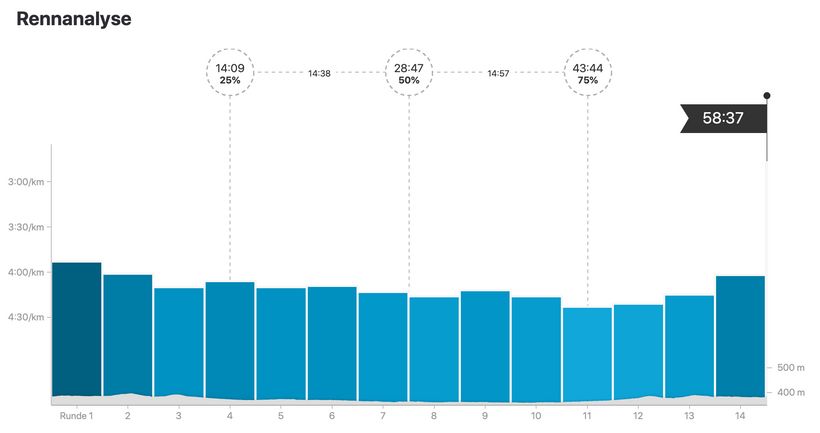 Rennanalyse
14:09
25%
14:38
28:47
50%
14:57
43:44
75%
58:37
3:00/km
3:30/km
4:00/km
4:30/km
500 m
400 m
Runde 1 2 3 4 5 6 7 8 9 10 11 12 13 14